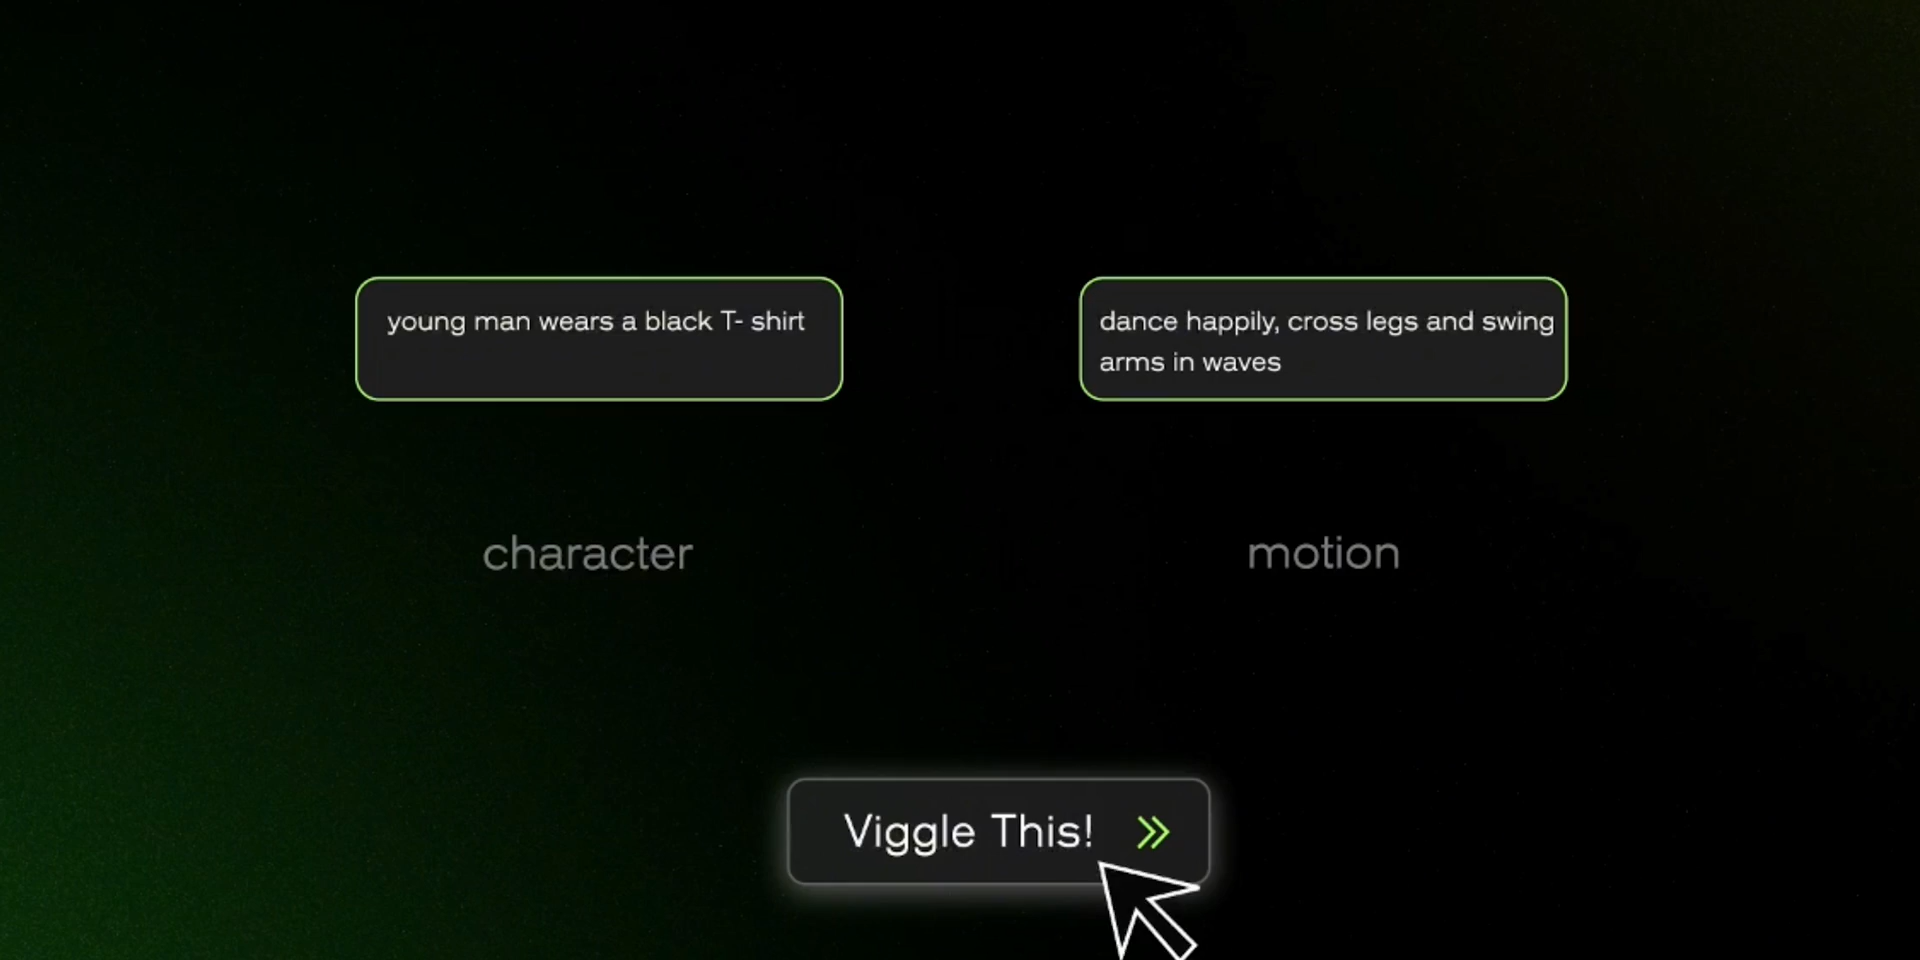 young man wears a black T- shirt
dance happily, cross legs and swing
arms in waves
character
motion
Viggle This!